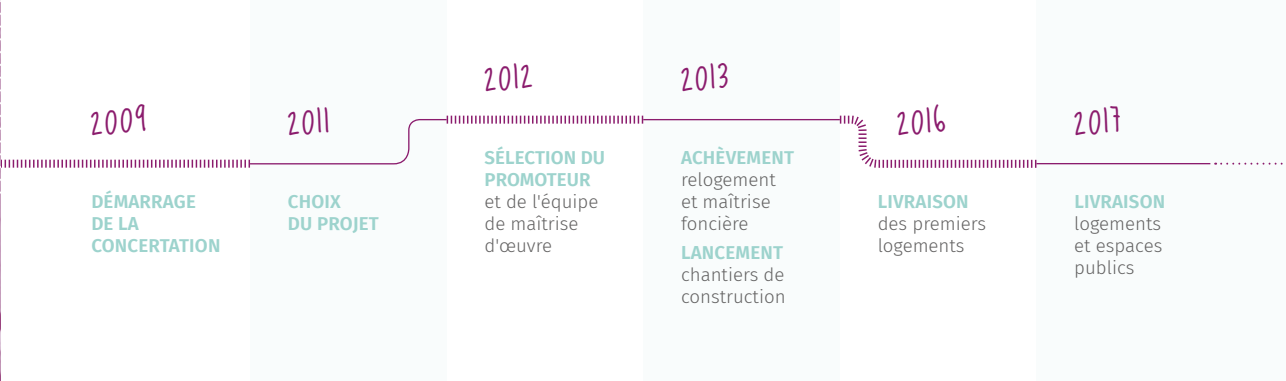 2009
DÉMARRAGE
DE LA
CONCERTATION
2011
CHOIX
DU PROJET
2012
SÉLECTION DU
PROMOTEUR
et de l'équipe
de maîtrise
d'œuvre
2013
ACHÈVEMENT
relogement
et maîtrise
foncière
LANCEMENT
chantiers de
construction
2016
LIVRAISON
des premiers
logements
2017
LIVRAISON
logements
et espaces
publics